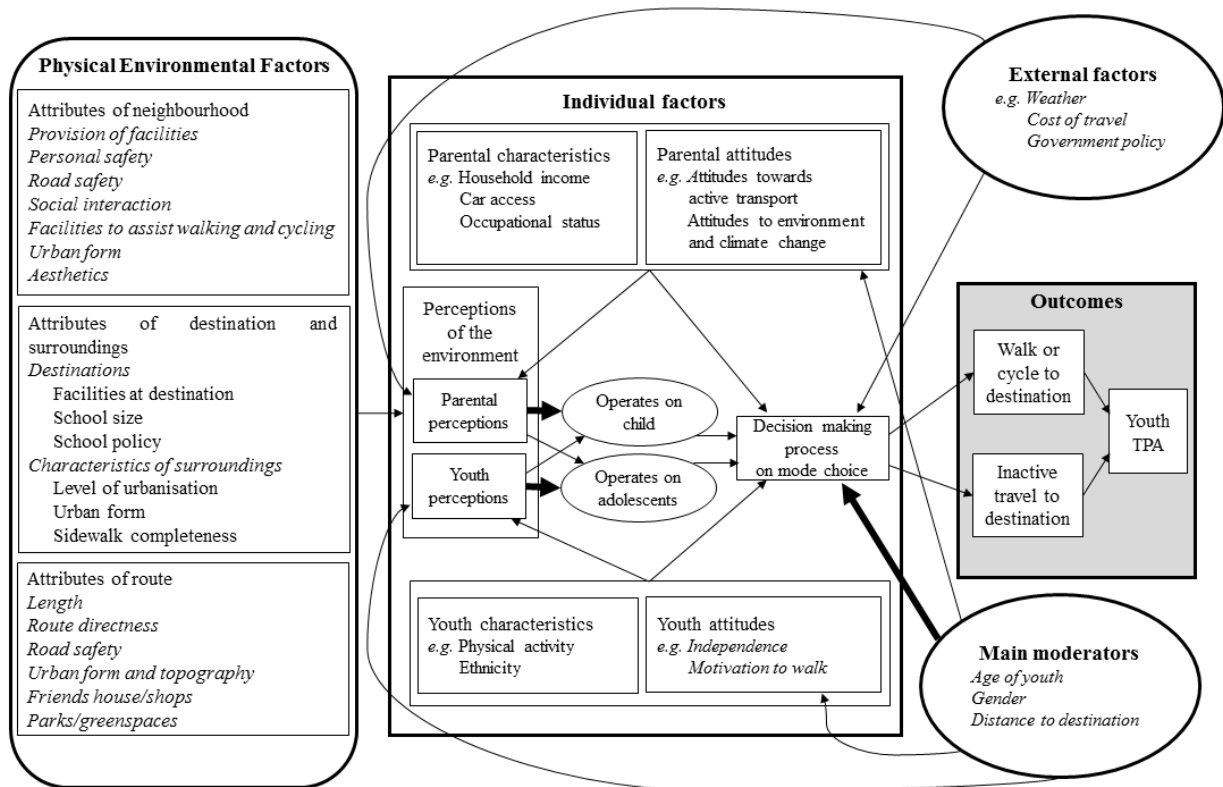 Physical Environmental Factors
Attributes of neighbourhood
Provision of facilities
Personal safety
Road safety
Social interaction
Facilities to assist walking and cycling
Urban form
Aesthetics
Attributes of destination and
surroundings
Destinations
Facilities at destination
School size
School policy
Characteristics of surroundings
Level of urbanisation
Urban form
Sidewalk completeness
Attributes of route
Length
Route directness
Road safety
Urban form and topography
Friends house/shops
Parks/greenspaces
Individual factors
Parental characteristics
e.g. Household income
Car access
Occupational status
Parental attitudes
e.g. Attitudes towards
active transport
Attitudes to environment
and climate change
Perceptions
of the
environment
Parental
perceptions
Youth
perceptions
Operates on
child
Operates on
adolescents
Decision making
process
on mode choice
Youth characteristics
e.g. Physical activity
Ethnicity
Youth attitudes
e.g. Independence
Motivation to walk
External factors
e.g. Weather
Cost of travel
Government policy
Outcomes
Walk or
cycle to
destination
Inactive
travel to
destination
Youth
TPA
Main moderators
Age of youth
Gender
Distance to destination